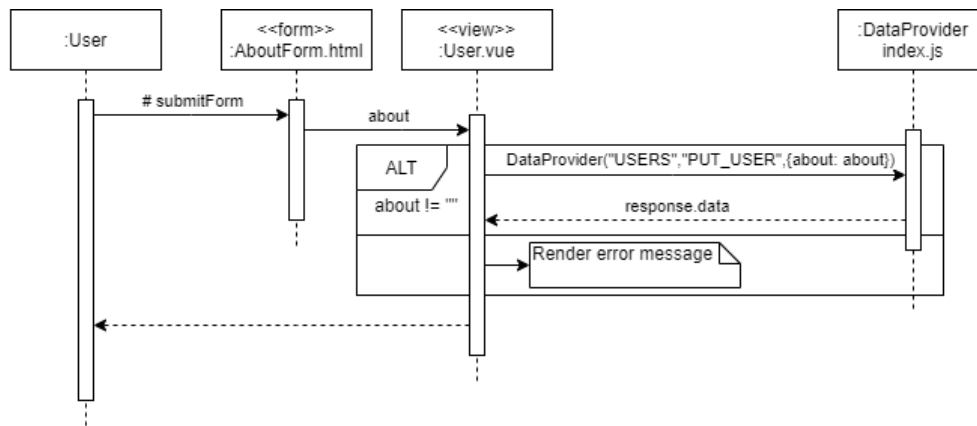 :User
<<form>>
:AboutForm.html
<<view>>
:User.vue
:DataProvider
index.js
# submitForm
about
ALT
DataProvider("USERS","PUT_USER",{about: about})
about != ""
response.data
Render error message